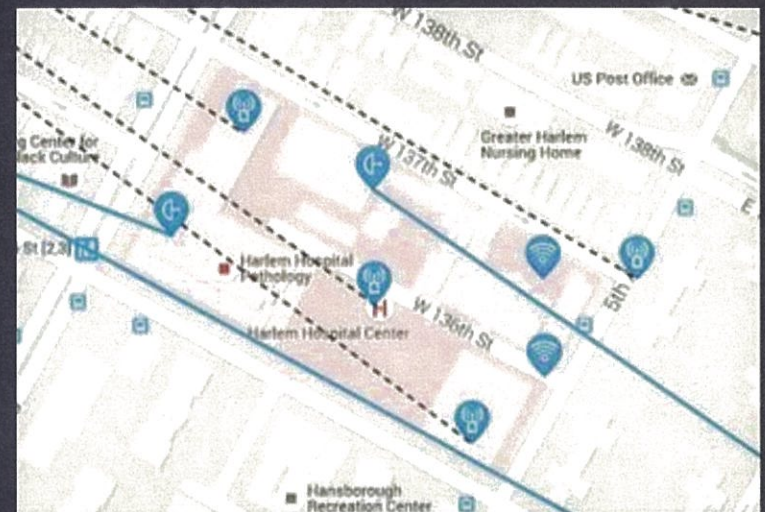 W 138th St
US Post Office
Greater Harlem
Nursing Home
W 138th St
g Center for
lack Culture
W 137th St
E
St [2,3]
Harlem Hospital
Pathology
5th
H
Harlem Hospital Center
W 136th St
Hansborough
Recreation Center